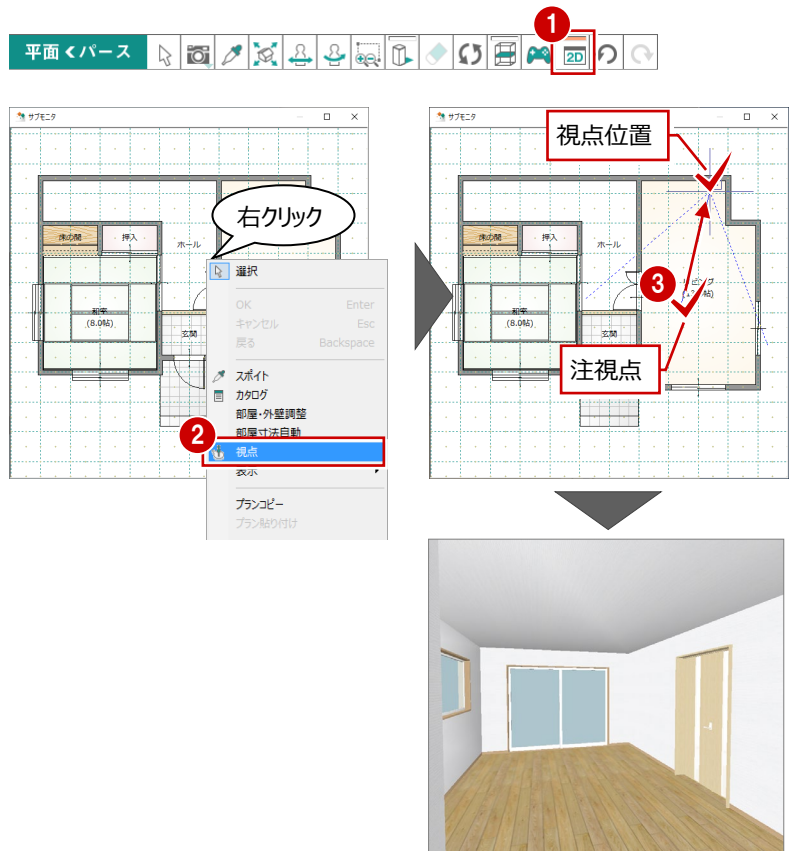 1
平面くパース
2D
サブモニタ
床の間
押入
ホール
右クリック
和室
(8.0帖)
玄関
選択
OK Enter
キャンセル Esc
戻る Backspace
スポイト
カタログ
部屋・外壁調整
部屋寸法自動
2
視点
表示
プランコピー
プラン貼り付け
サブモニタ
視点位置
床の間
押入
ホール
3
和室
(8.0帖)
玄関
注視点